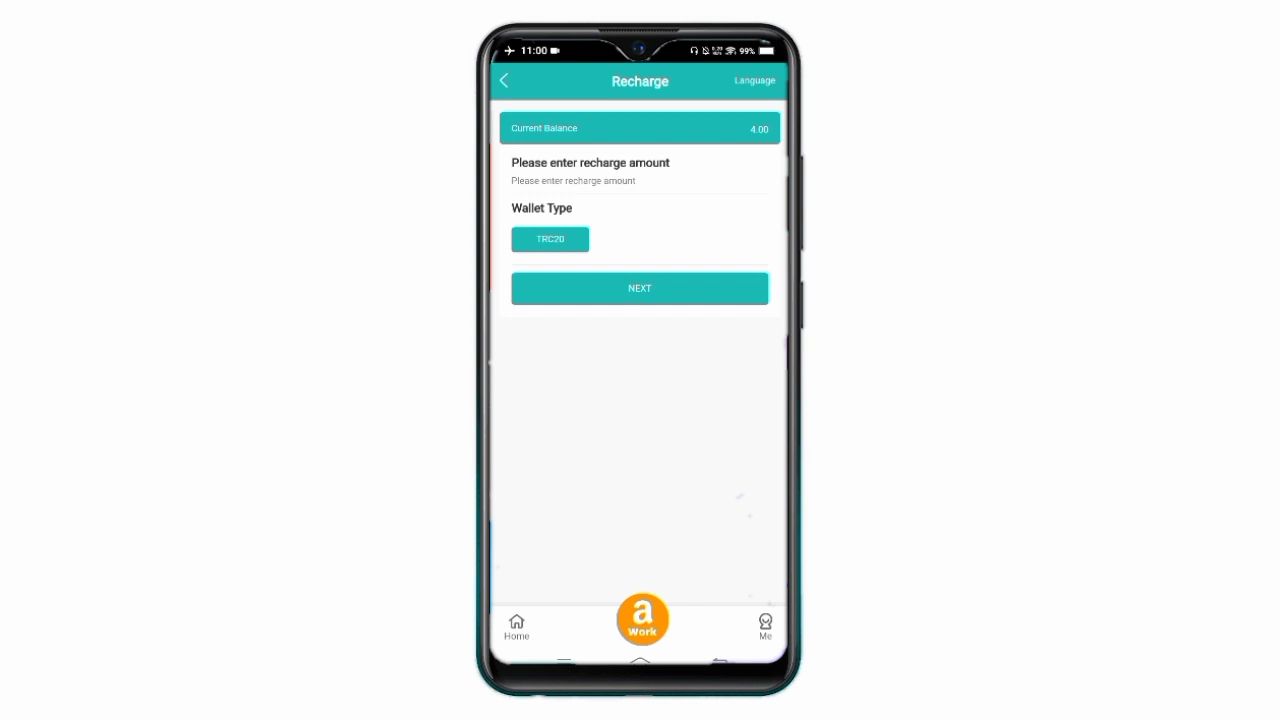 11:00 99%
Recharge Language
Current Balance 4.00
Please enter recharge amount
Please enter recharge amount
Wallet Type
TRC20
NEXT
a
Work
Home
Me